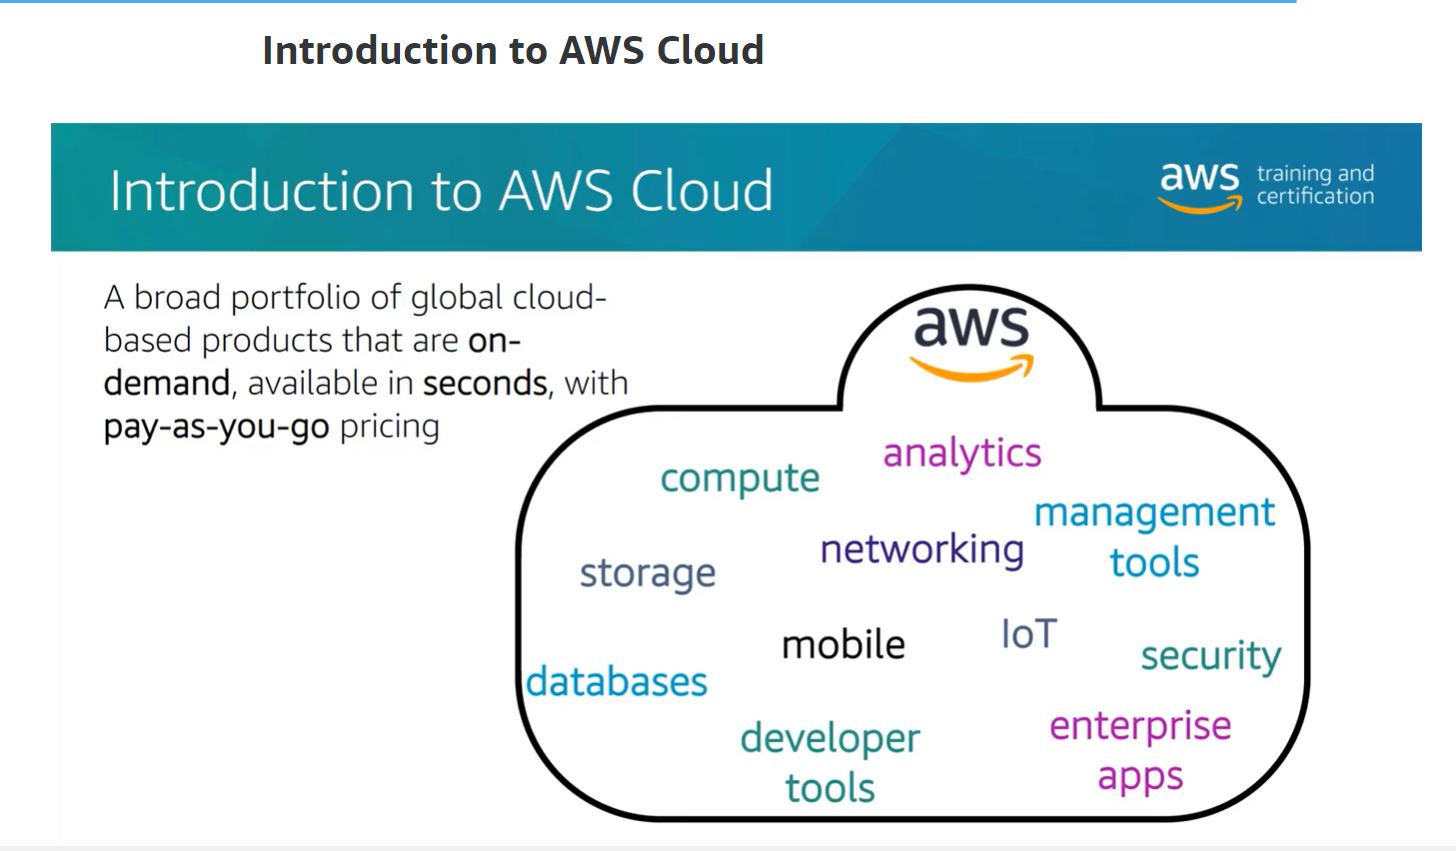 Introduction to AWS Cloud
Introduction to AWS Cloud
aws training and
certification
A broad portfolio of global cloud-
based products that are on-
demand, available in seconds, with
pay-as-you-go pricing
aws
analytics
compute
management
tools
networking
storage
mobile
IoT
security
databases
developer
tools
enterprise
apps